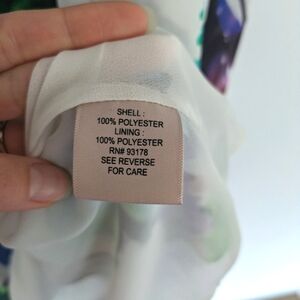 SHELL :
100% POLYESTER
LINING :
100% POLYESTER
RN# 93178
SEE REVERSE
FOR CARE